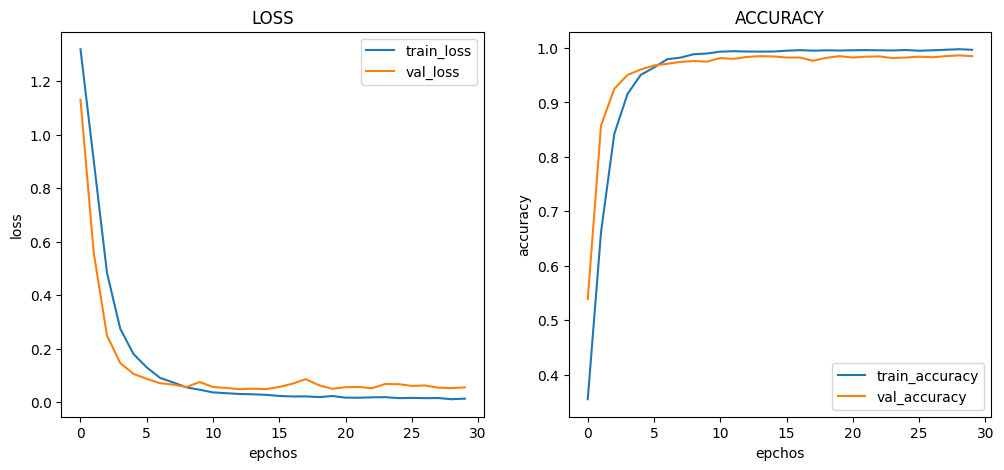 LOSS
train_loss
val_loss
1.2
1.0
0.8
0.6
0.4
0.2
0.0
loss
0 5 10 15 20 25 30
epchos
ACCURACY
1.0
0.9
0.8
0.7
0.6
0.5
0.4
accuracy
train_accuracy
val_accuracy
0 5 10 15 20 25 30
epchos